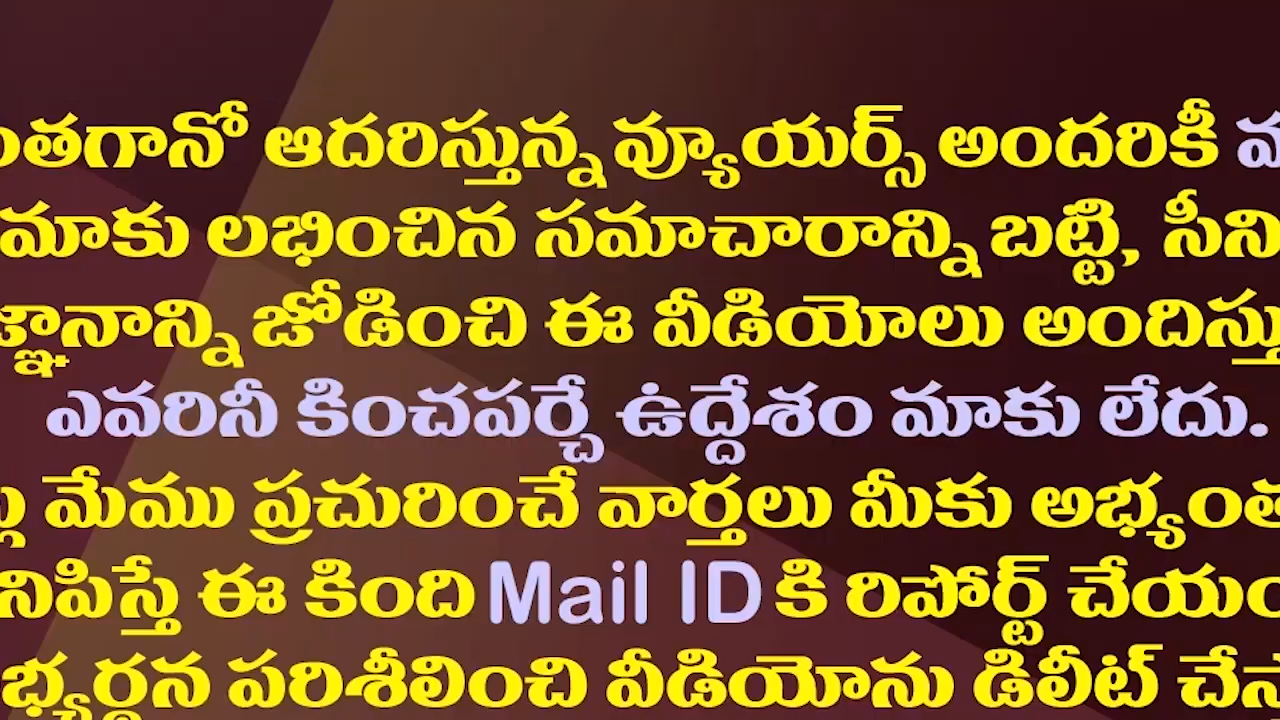 ంతగానో ఆదరిస్తున్న వ్యూయర్స్ అందరికీ
మాకు లభించిన సమాచారాన్ని బట్టి, సీని
జ్ఞానాన్ని జోడించి ఈ వీడియోలు అందిస్తు
ఎవరినీ కించపర్చే ఉద్దేశం మాకు లేదు.
మేము ప్రచురించే వార్తలు మీకు అభ్యంత
నిపిస్తే ఈ కింది Mail ID కి రిపోర్ట్ చేయం
భ్యర్థన పరిశీలించి వీడియోను డిలీట్ చేస